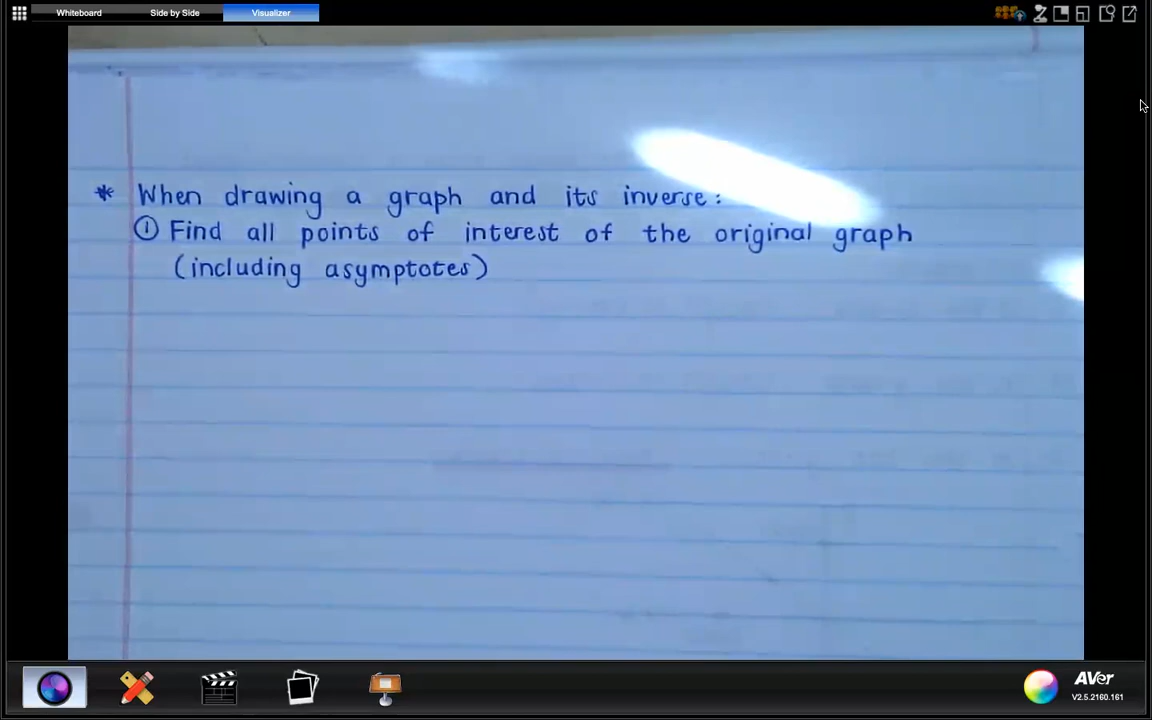 Whiteboard Side by Side Visualizer
* When drawing a graph and its inverse:
① Find all points of interest of the original graph
(including asymptotes)
AVer
V2.5.2160.161